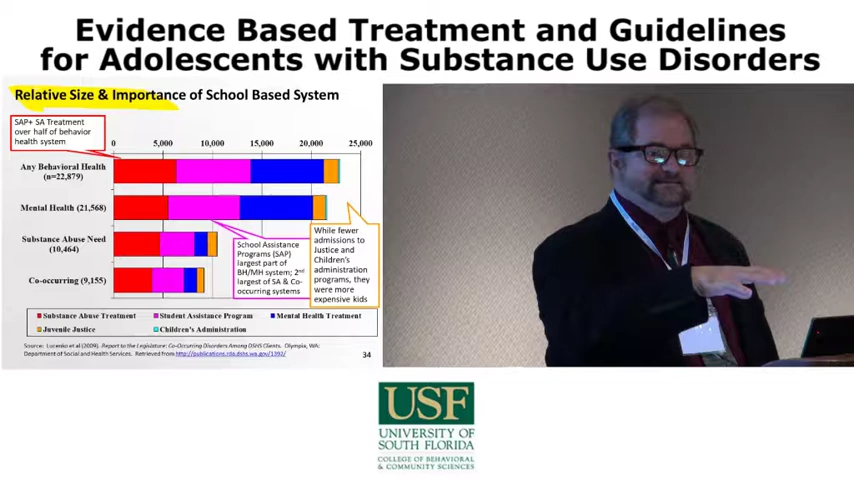 Evidence Based Treatment and Guidelines
for Adolescents with Substance Use Disorders
Relative Size & Importance of School Based System
SAP+ SA Treatment
over half of behavior
health system
0 5,000 10,000 15,000 20,000 25,000
Any Behavioral Health
(n=22,879)
Mental Health (21,568)
Substance Abuse Need
(10,464)
Co-occurring (9,155)
School Assistance
Programs (SAP)
largest part of
BH/MH system; 2nd
largest of SA & Co-
occurring systems
While fewer
admissions to
Justice and
Children's
administration
programs, they
were more
expensive kids
Substance Abuse Treatment Student Assistance Program Mental Health Treatment
Juvenile Justice Children's Administration
Source: Lucenko et al (2009). Report to the Legislature: Co-Occurring Disorders Among DSHS Clients. Olympia, WA:
Department of Social and Health Services. Retrieved from http://publications.rda.dshs.wa.gov/1392/
34
USF
UNIVERSITY OF
SOUTH FLORIDA
COLLEGE OF BEHAVIORAL
& COMMUNITY SCIENCES